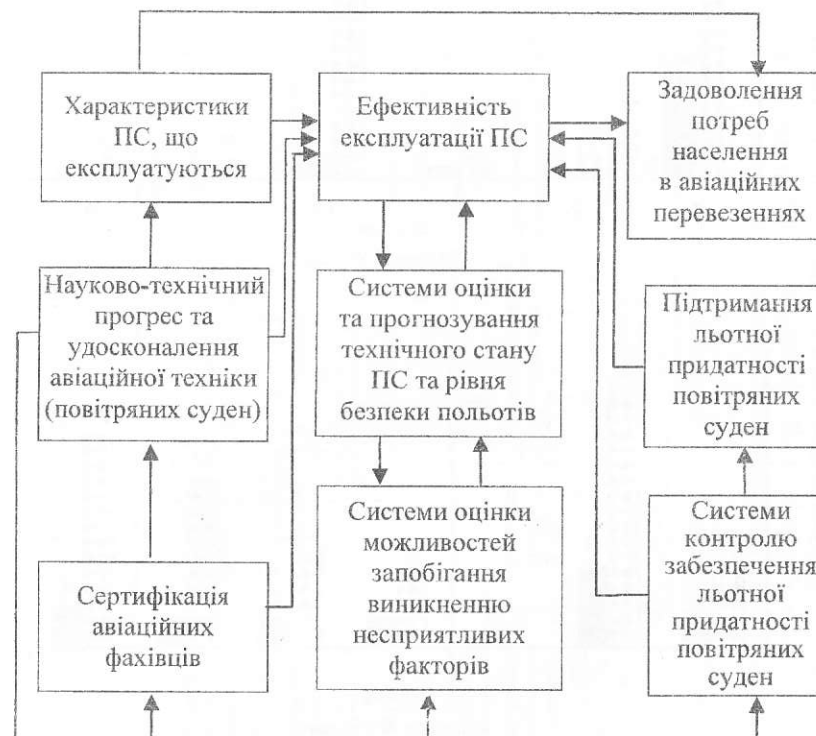 Характеристики
ПС, що
експлуатуються
Ефективність
експлуатації ПС
Задоволення
потреб
населення
в авіаційних
перевезеннях
Науково-технічний
прогрес та
удосконалення
авіаційної техніки
(повітряних суден)
Системи оцінки
та прогнозування
технічного стану
ПС та рівня
безпеки польотів
Підтримання
льотної
придатності
повітряних
суден
Сертифікація
авіаційних
фахівців
Системи оцінки
можливостей
запобігання
виникненню
несприятливих
факторів
Системи
контролю
забезпечення
льотної
придатності
повітряних
суден